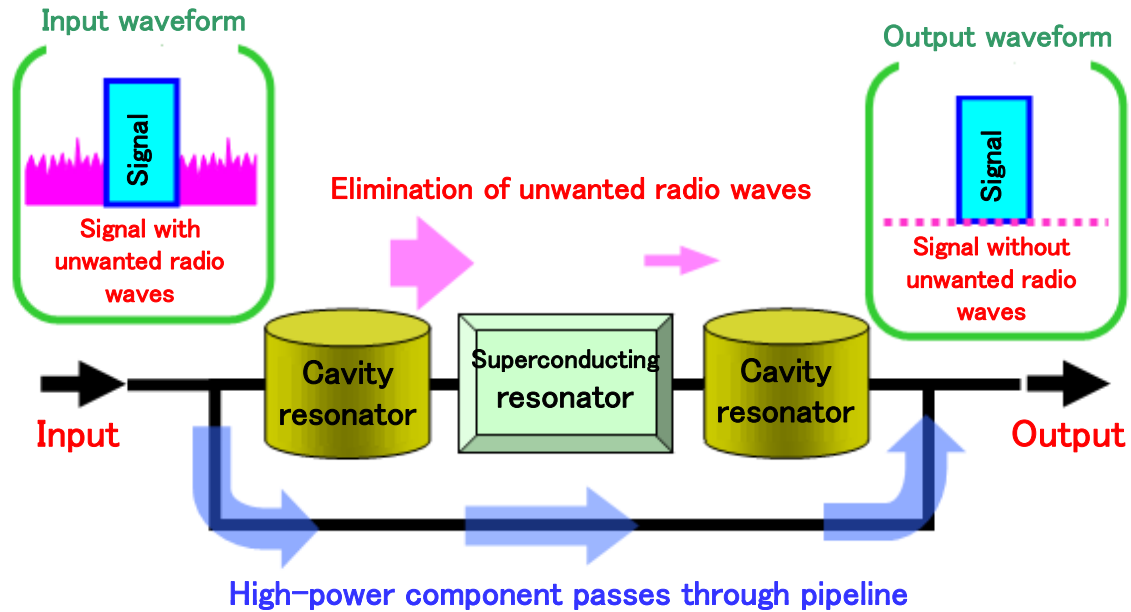 Input waveform
Signal
Signal with
unwanted radio
waves
Output waveform
Signal
Signal without
unwanted radio
waves
Elimination of unwanted radio waves
Cavity
resonator
Superconducting
resonator
Cavity
resonator
Input
Output
High-power component passes through pipeline